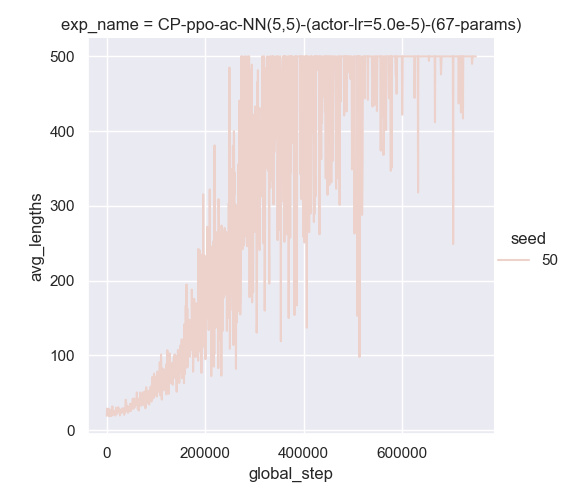 exp_name = CP-ppo-ac-NN(5,5)-(actor-lr=5.0e-5)-(67-params)
500
400
300
200
100
0
avg_lengths
0
200000
400000
600000
global_step
seed
50